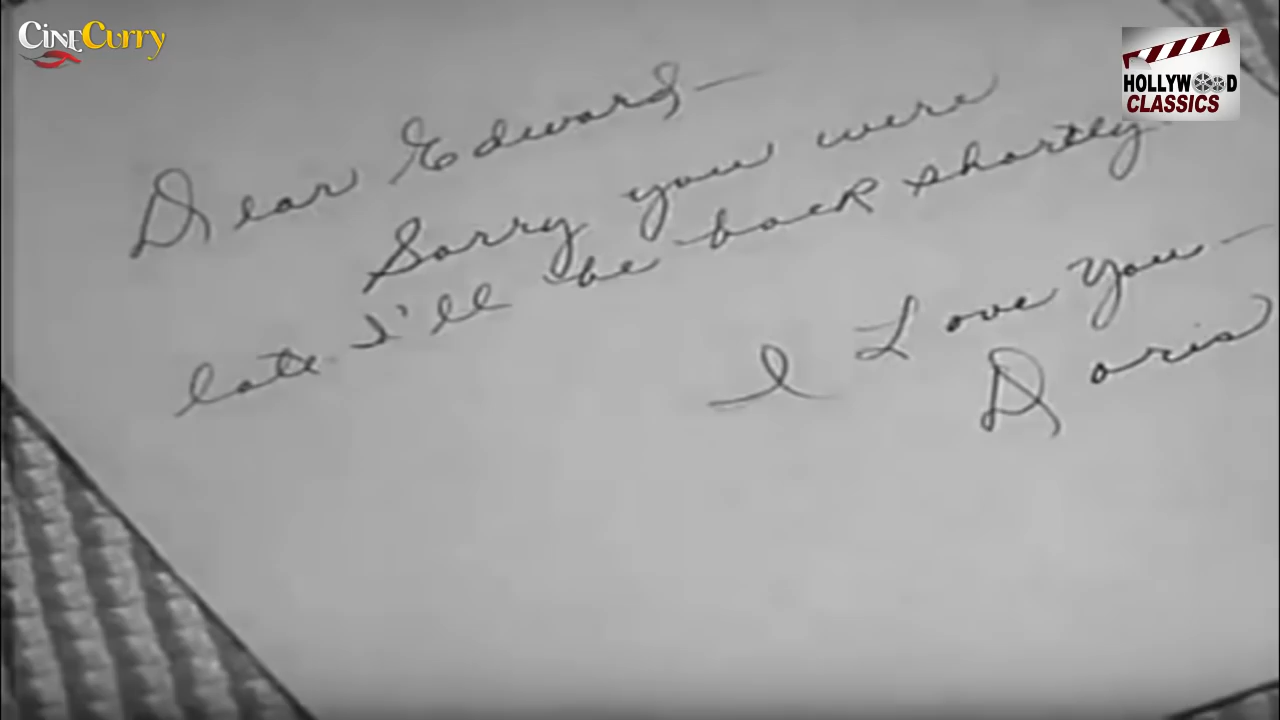 CINECURRY
HOLLYWOOD
CLASSICS
Dear Edward—
Sorry you were
late. I'll be back shortly.
I Love You—
Doris